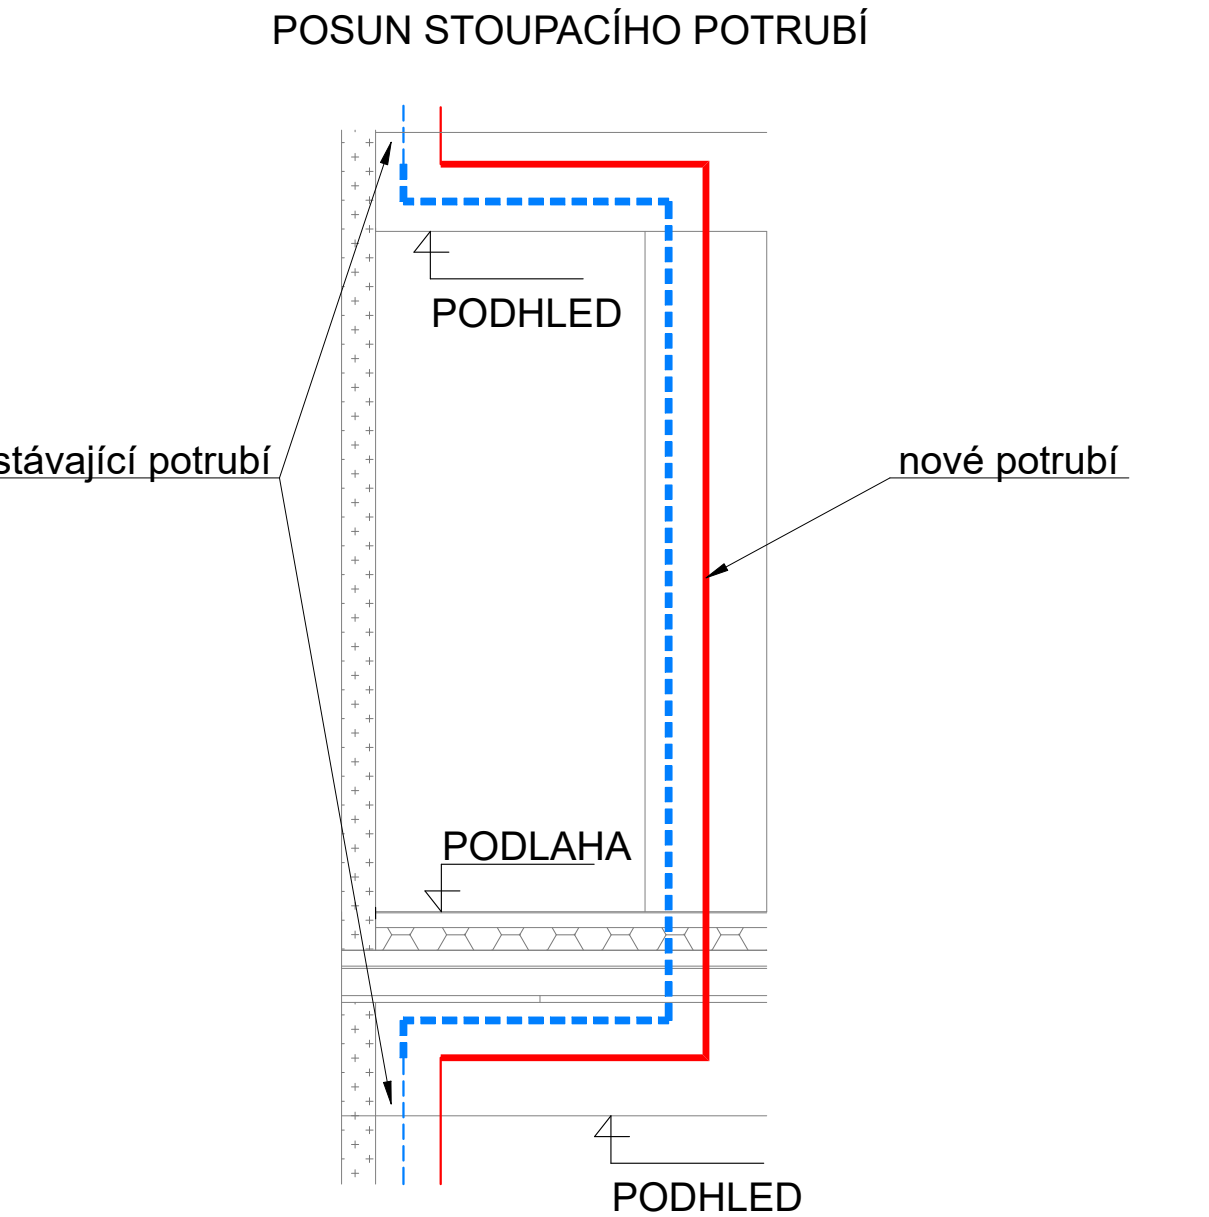 POSUN STOUPACÍHO POTRUBÍ
PODHLED
stávající potrubí
nové potrubí
PODLAHA
PODHLED